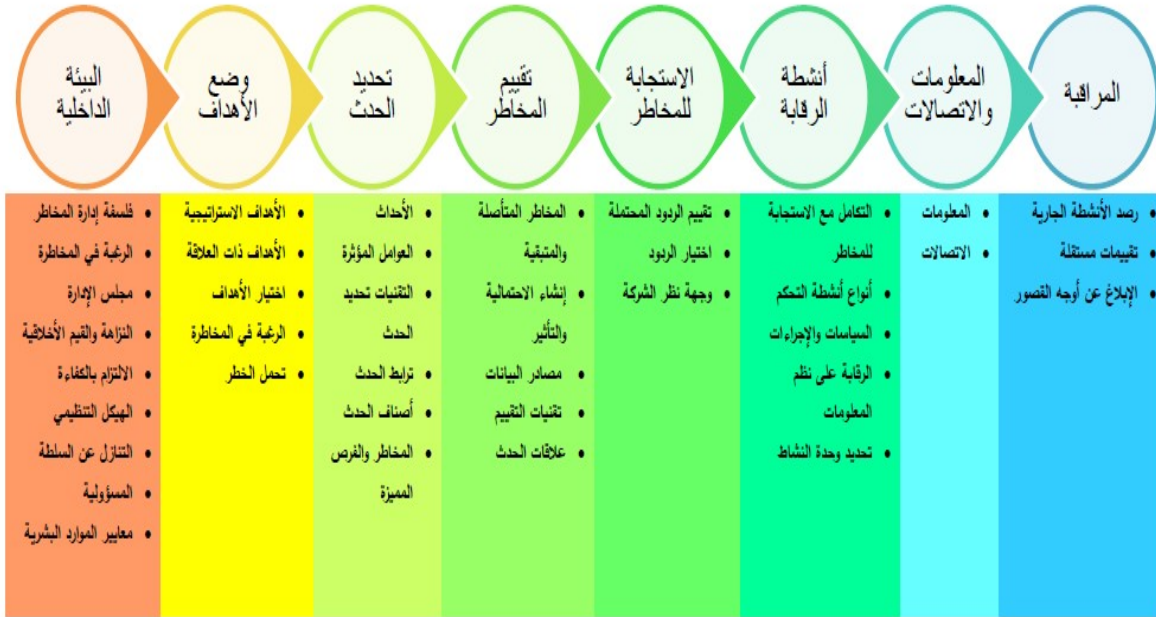 البيئة
الداخلية
وضع
الأهداف
تحديد
الحدث
تقييم
المخاطر
الاستجابة
للمخاطر
أنشطة
الرقابة
المعلومات
والاتصالات
المراقبة
• فلسفة إدارة المخاطر
• الرغبة في المخاطرة
• مجلس الإدارة
• النزاهة والقيم الأخلاقية
• الالتزام بالكفاءة
• الهيكل التنظيمي
• التنازل عن السلطة
• المسؤولية
• معايير الموارد البشرية
• الأهداف الاستراتيجية
• الأهداف ذات العلاقة
• اختيار الأهداف
• الرغبة في المخاطرة
• تحمل الخطر
• الأحداث
• العوامل المؤثرة
• التقنيات تحديد
الحدث
• ترابط الحدث
• أصناف الحدث
• المخاطر والفرص
المميزة
• المخاطر المتأصلة
والمتبقية
• إنشاء الاحتمالية
والتأثير
• مصادر البيانات
• تقنيات التقييم
• علاقات الحدث
• تقييم الردود المحتملة
• اختيار الردود
• وجهة نظر الشركة
• التكامل مع الاستجابة
للمخاطر
• أنواع أنشطة التحكم
• السياسات والإجراءات
• الرقابة على نظم
المعلومات
• تحديد وحدة النشاط
• المعلومات
• الاتصالات
• رصد الأنشطة الجارية
• تقييمات مستقلة
• الإبلاغ عن أوجه القصور